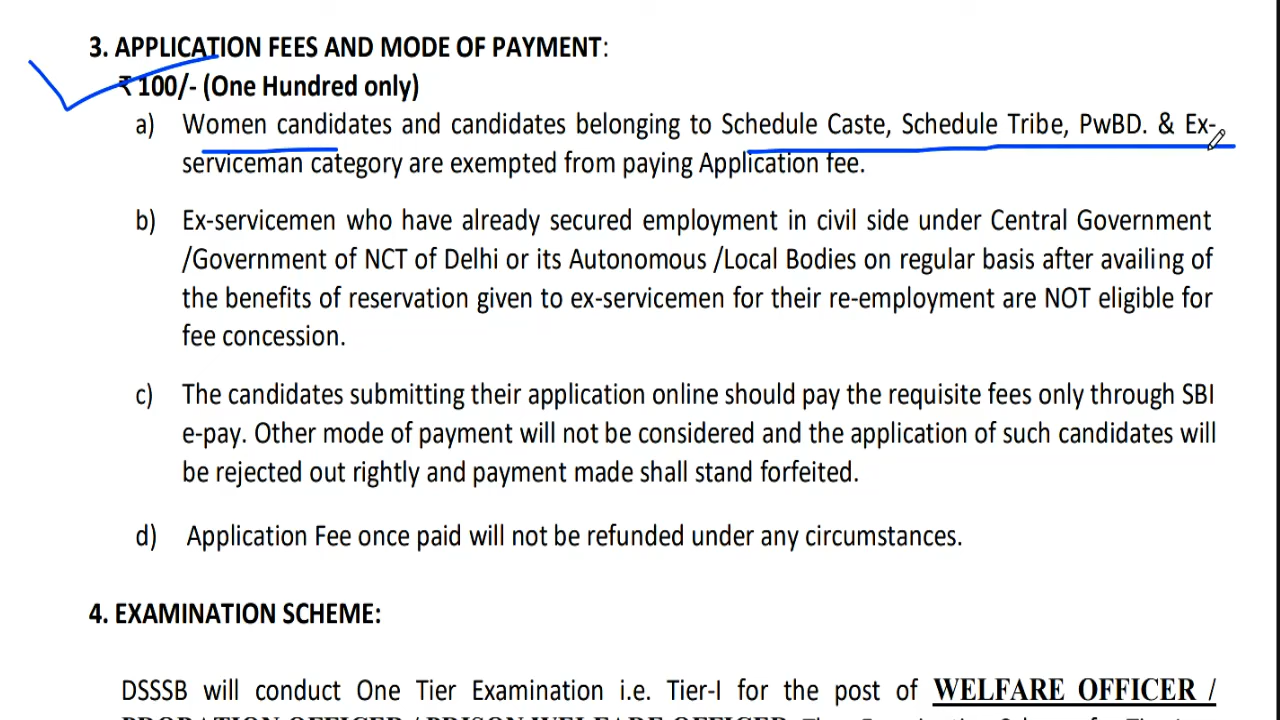 3. APPLICATION FEES AND MODE OF PAYMENT:
₹ 100/- (One Hundred only)
a) Women candidates and candidates belonging to Schedule Caste, Schedule Tribe, PwBD. & Ex-
serviceman category are exempted from paying Application fee.
b) Ex-servicemen who have already secured employment in civil side under Central Government
/Government of NCT of Delhi or its Autonomous /Local Bodies on regular basis after availing of
the benefits of reservation given to ex-servicemen for their re-employment are NOT eligible for
fee concession.
c) The candidates submitting their application online should pay the requisite fees only through SBI
e-pay. Other mode of payment will not be considered and the application of such candidates will
be rejected out rightly and payment made shall stand forfeited.
d) Application Fee once paid will not be refunded under any circumstances.
4. EXAMINATION SCHEME:
DSSSB will conduct One Tier Examination i.e. Tier-I for the post of WELFARE OFFICER /
PROBATION OFFICER / PRISON WELFARE OFFICER